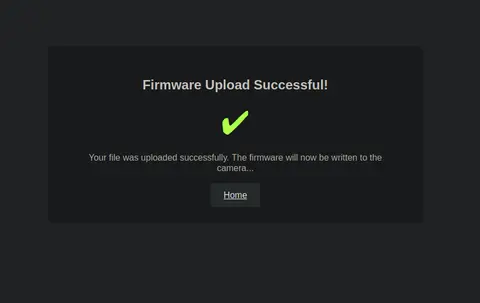 Firmware Upload Successful!
Your file was uploaded successfully. The firmware will now be written to the
camera...
Home